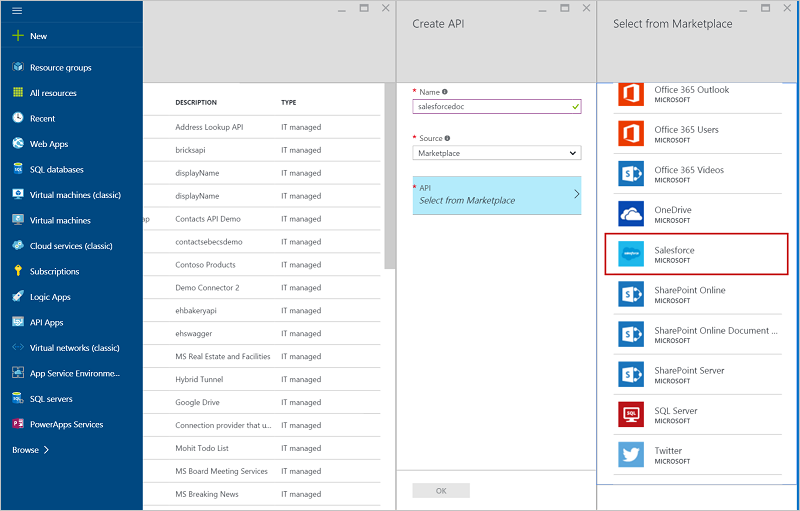 New
Resource groups
All resources
Recent
Web Apps
SQL databases
Virtual machines (classic)
Virtual machines
Cloud services (classic)
Subscriptions
Logic Apps
API Apps
Virtual networks (classic)
App Service Environme...
SQL servers
PowerApps Services
Browse
DESCRIPTION TYPE
Address Lookup API IT managed
bricksapi IT managed
displayName IT managed
displayName IT managed
ap Contacts API Demo IT managed
contactsebecsdemo IT managed
Contoso Products IT managed
Demo Connector 2 IT managed
ehbakeryapi IT managed
ehswagger IT managed
MS Real Estate and Facilities IT managed
Hybrid Tunnel IT managed
Google Drive IT managed
Connection provider that u... IT managed
Mohit Todo List IT managed
MS Board Meeting Services IT managed
MS Breaking News IT managed
Create API
* Name
salesforcedoc
* Source
Marketplace
* API
Select from Marketplace
OK
Select from Marketplace
Office 365 Outlook
MICROSOFT
Office 365 Users
MICROSOFT
Office 365 Videos
MICROSOFT
OneDrive
MICROSOFT
Salesforce
MICROSOFT
SharePoint Online
MICROSOFT
SharePoint Online Document ...
MICROSOFT
SharePoint Server
MICROSOFT
SQL
SQL Server
MICROSOFT
Twitter
MICROSOFT